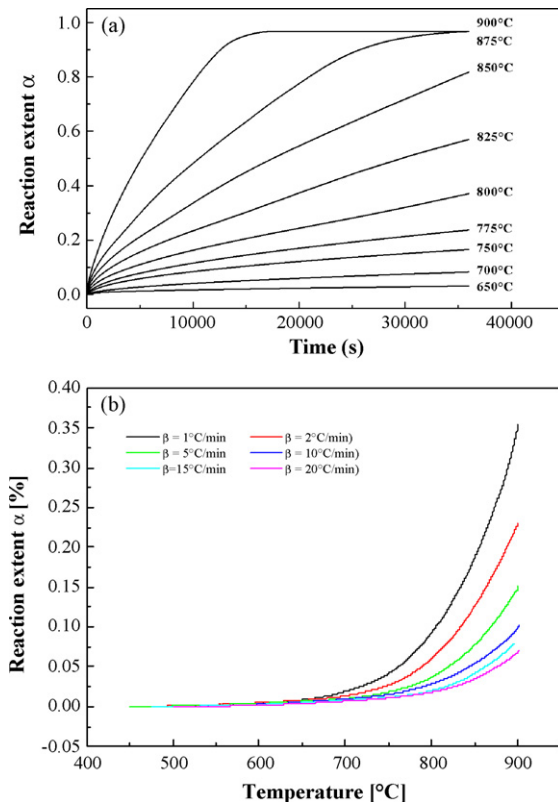 (a)
Reaction extent α
1.0
0.8
0.6
0.4
0.2
0.0
900°C
875°C
850°C
825°C
800°C
775°C
750°C
700°C
650°C
0 10000 20000 30000 40000
Time (s)
(b)
Reaction extent α [%]
0.40
0.35
0.30
0.25
0.20
0.15
0.10
0.05
0.00
-0.05
β = 1°C/min β = 2°C/min)
β = 5°C/min β = 10°C/min)
β=15°C/min β = 20°C/min)
400 500 600 700 800 900
Temperature [°C]